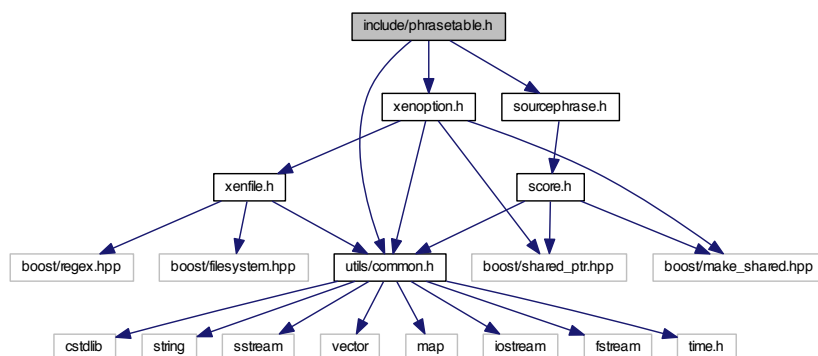 include/phrasetable.h
xenoption.h
sourcephrase.h
xenfile.h
score.h
boost/regex.hpp
boost/filesystem.hpp
utils/common.h
boost/shared_ptr.hpp
boost/make_shared.hpp
cstdlib
string
sstream
vector
map
iostream
fstream
time.h